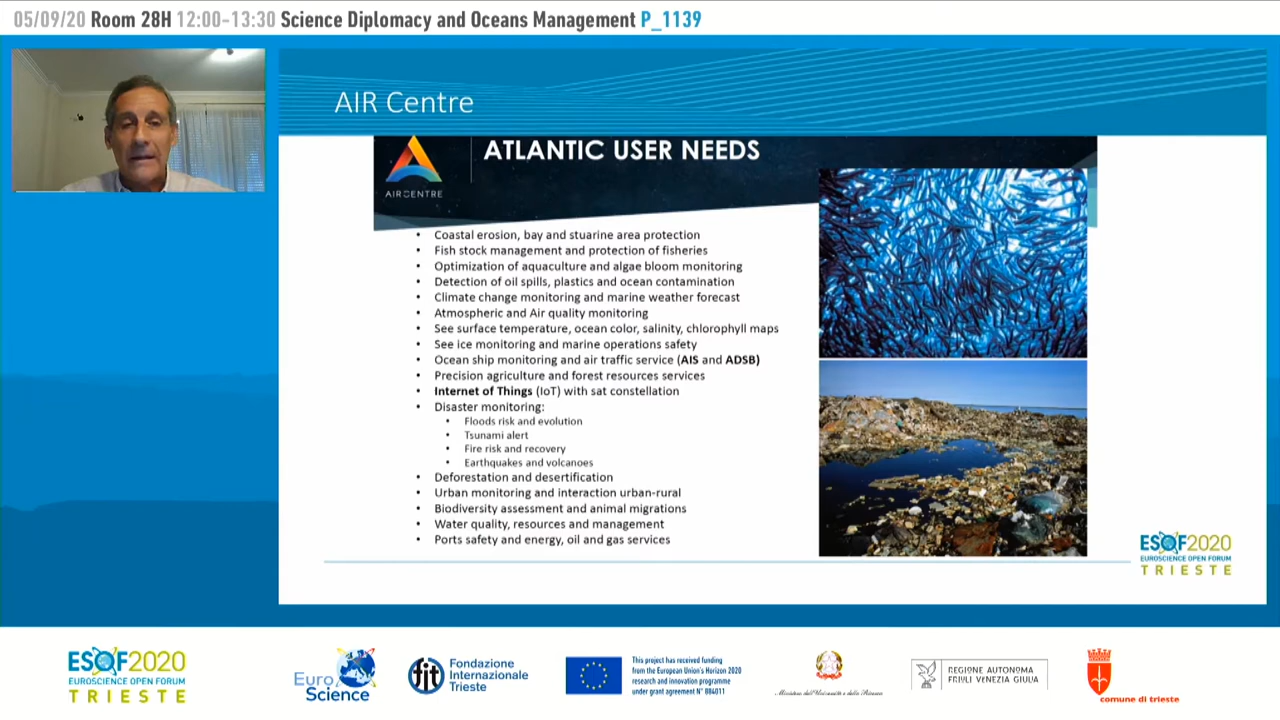 05/09/20 Room 28H 12:00-13:30 Science Diplomacy and Oceans Management P_1139
AIR Centre
AIRCENTRE
ATLANTIC USER NEEDS
• Coastal erosion, bay and stuarine area protection
• Fish stock management and protection of fisheries
• Optimization of aquaculture and algae bloom monitoring
• Detection of oil spills, plastics and ocean contamination
• Climate change monitoring and marine weather forecast
• Atmospheric and Air quality monitoring
• See surface temperature, ocean color, salinity, chlorophyll maps
• See ice monitoring and marine operations safety
• Ocean ship monitoring and air traffic service (AIS and ADSB)
• Precision agriculture and forest resources services
• Internet of Things (IoT) with sat constellation
• Disaster monitoring:
• Floods risk and evolution
• Tsunami alert
• Fire risk and recovery
• Earthquakes and volcanoes
• Deforestation and desertification
• Urban monitoring and interaction urban-rural
• Biodiversity assessment and animal migrations
• Water quality, resources and management
• Ports safety and energy, oil and gas services
ESOF2020
EUROSCIENCE OPEN FORUM
TRIESTE
ESOF2020
EUROSCIENCE OPEN FORUM
TRIESTE
Euro
Science
fit
Fondazione
Internazionale
Trieste
This project has received funding
from the European Union's Horizon 2020
research and innovation programme
under grant agreement N° 884011
Ministero dell'Università e della Ricerca
REGIONE AUTONOMA
FRIULI VENEZIA GIULIA
comune di trieste